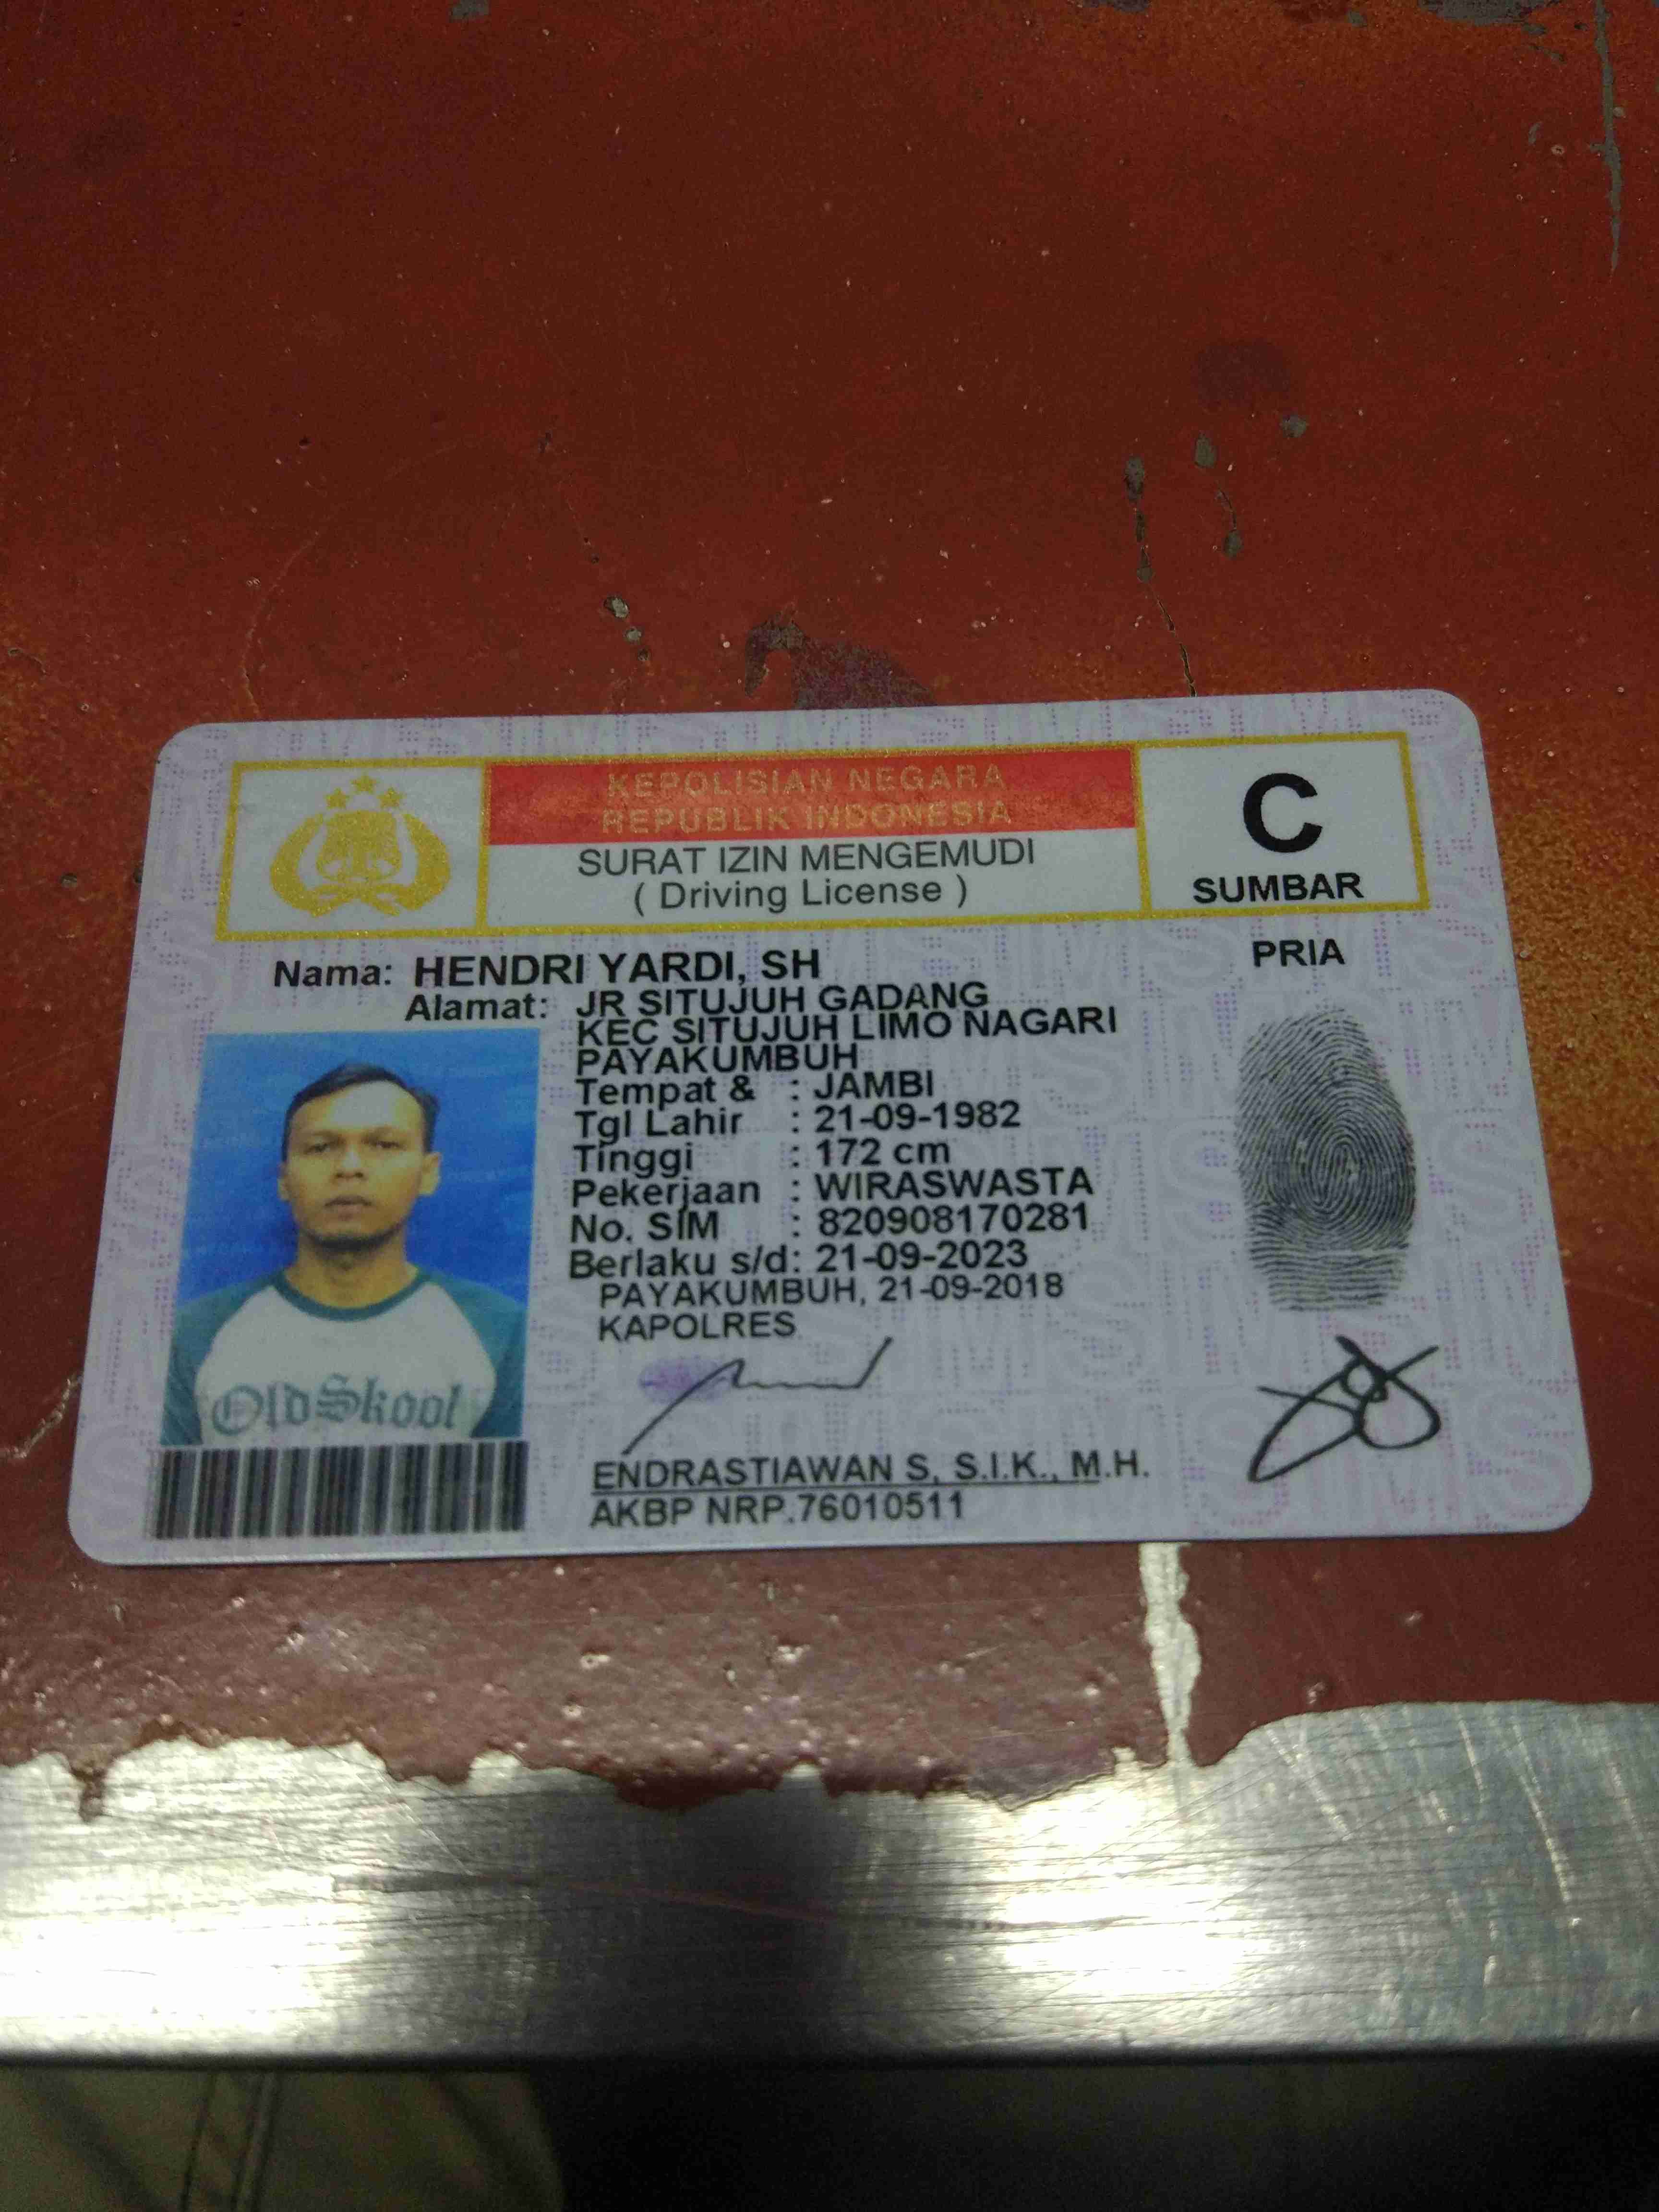 KEPOLISIAN NEGARA
REPUBLIK INDONESIA
SURAT IZIN MENGEMUDI
( Driving License )
C
SUMBAR
Nama: HENDRI YARDI, SH
PRIA
Alamat: JR SITUJUH GADANG
KEC SITUJUH LIMO NAGARI
PAYAKUMBUH
Tempat & : JAMBI
Tgl Lahir : 21-09-1982
Tinggi : 172 cm
Pekerjaan : WIRASWASTA
No. SIM : 820908170281
Berlaku s/d: 21-09-2023
PAYAKUMBUH, 21-09-2018
KAPOLRES
Old Skool
ENDRASTIAWAN S, S.I.K., M.H.
AKBP NRP.76010511